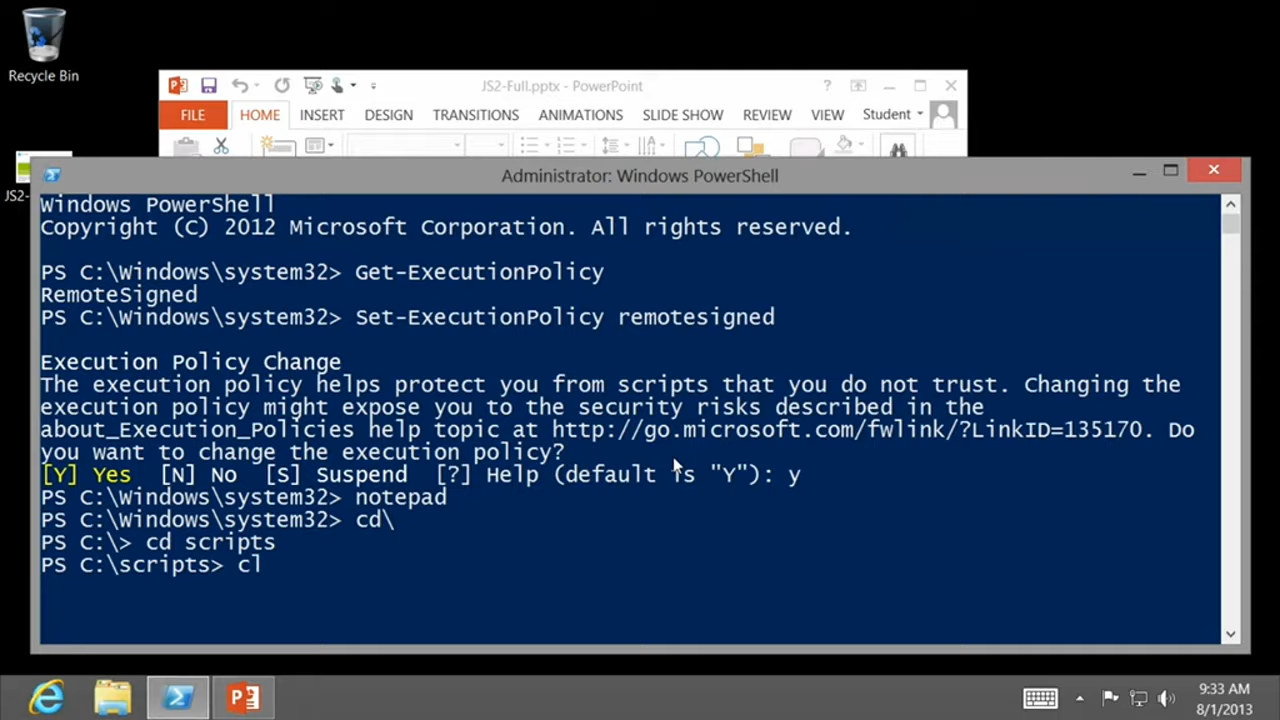 Recycle Bin
JS2-Full.pptx - PowerPoint
?
FILE HOME INSERT DESIGN TRANSITIONS ANIMATIONS SLIDE SHOW REVIEW VIEW Student
JS2-
Administrator: Windows PowerShell
Windows PowerShell
Copyright (C) 2012 Microsoft Corporation. All rights reserved.
PS C:\Windows\system32> Get-ExecutionPolicy
RemoteSigned
PS C:\Windows\system32> Set-ExecutionPolicy remotesigned
Execution Policy Change
The execution policy helps protect you from scripts that you do not trust. Changing the
execution policy might expose you to the security risks described in the
about_Execution_Policies help topic at http://go.microsoft.com/fwlink/?LinkID=135170. Do
you want to change the execution policy?
[Y] Yes  [N] No  [S] Suspend  [?] Help (default is "Y"): y
PS C:\Windows\system32> notepad
PS C:\Windows\system32> cd\
PS C:\> cd scripts
PS C:\scripts> cl
9:33 AM
8/1/2013